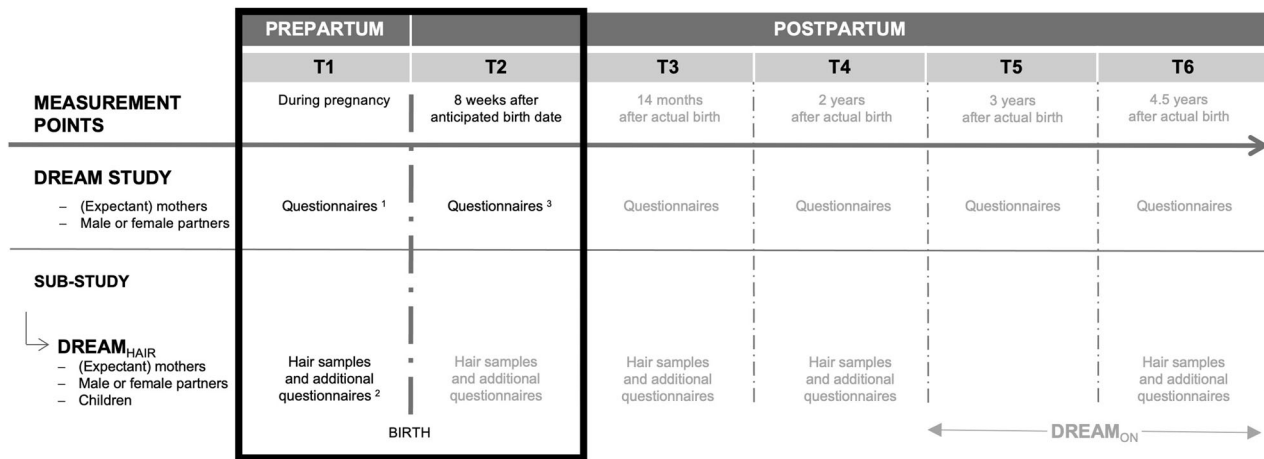 PREPARTUM POSTPARTUM
T1 T2 T3 T4 T5 T6
MEASUREMENT
POINTS
During pregnancy
8 weeks after
anticipated birth date
14 months
after actual birth
2 years
after actual birth
3 years
after actual birth
4.5 years
after actual birth
DREAM STUDY
– (Expectant) mothers
– Male or female partners
Questionnaires ¹
Questionnaires ³
Questionnaires
Questionnaires
Questionnaires
Questionnaires
SUB-STUDY
DREAM HAIR
– (Expectant) mothers
– Male or female partners
– Children
Hair samples
and additional
questionnaires ²
Hair samples
and additional
questionnaires
Hair samples
and additional
questionnaires
Hair samples
and additional
questionnaires
Hair samples
and additional
questionnaires
BIRTH
DREAM ON